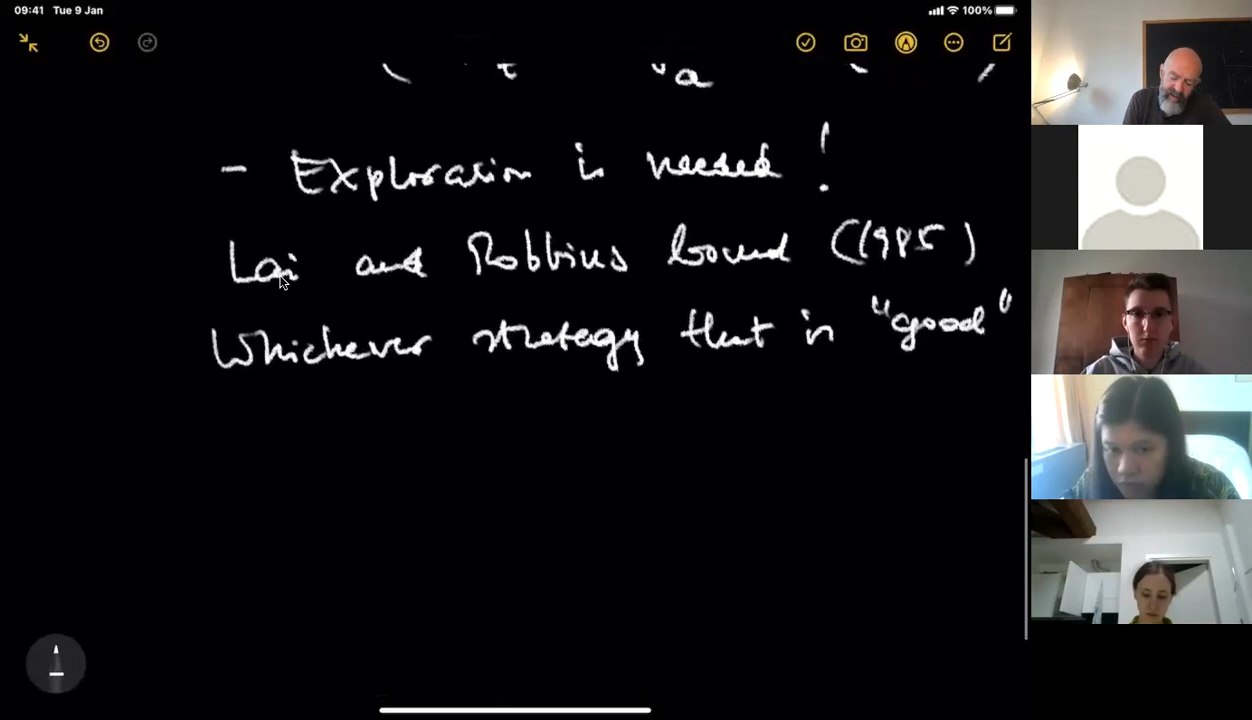 09:41 Tue 9 Jan 100%
- Exploration is needed!
Lai and Robbins bound (1985)
Whichever strategy that is "good"